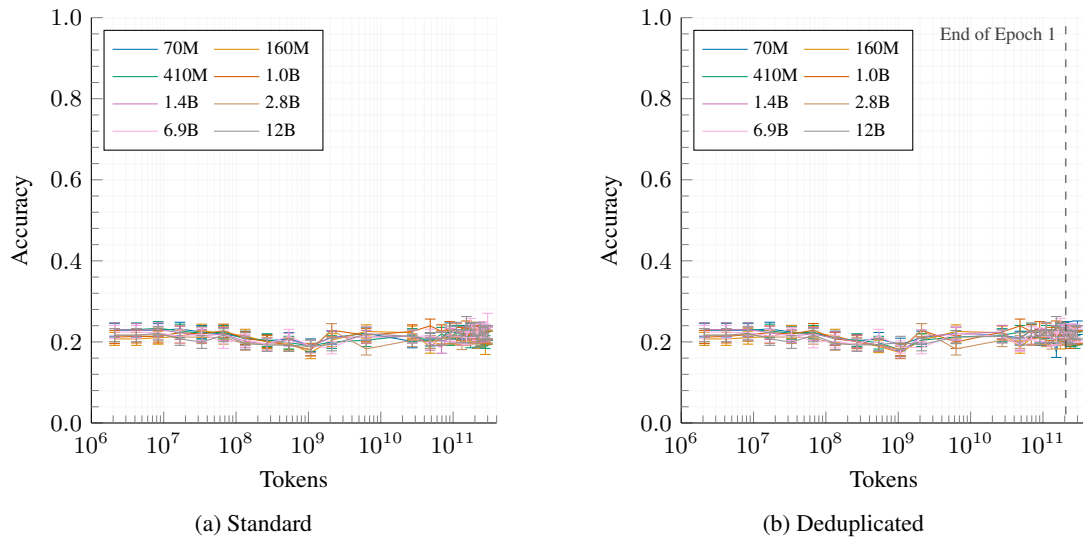 1.0
0.8
0.6
0.4
0.2
0.0
Accuracy
70M 160M
410M 1.0B
1.4B 2.8B
6.9B 12B
10^6 10^7 10^8 10^9 10^10 10^11
Tokens
(a) Standard
1.0
0.8
0.6
0.4
0.2
0.0
Accuracy
End of Epoch 1
70M 160M
410M 1.0B
1.4B 2.8B
6.9B 12B
10^6 10^7 10^8 10^9 10^10 10^11
Tokens
(b) Deduplicated